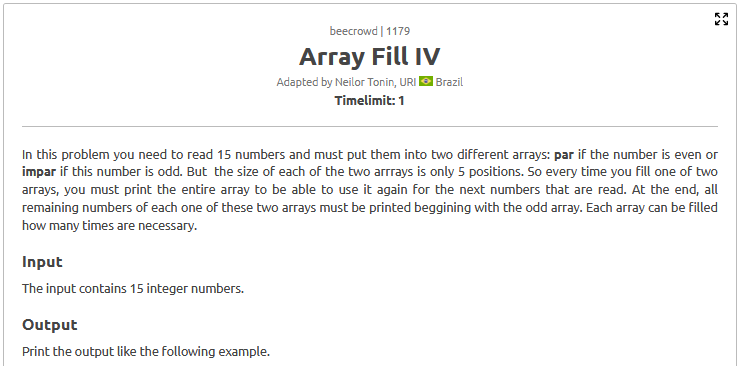 beecrowd | 1179
Array Fill IV
Adapted by Neilor Tonin, URI Brazil
Timelimit: 1
In this problem you need to read 15 numbers and must put them into two different arrays: par if the number is even or
impar if this number is odd. But the size of each of the two arrrays is only 5 positions. So every time you fill one of two
arrays, you must print the entire array to be able to use it again for the next numbers that are read. At the end, all
remaining numbers of each one of these two arrays must be printed beggining with the odd array. Each array can be filled
how many times are necessary.
Input
The input contains 15 integer numbers.
Output
Print the output like the following example.